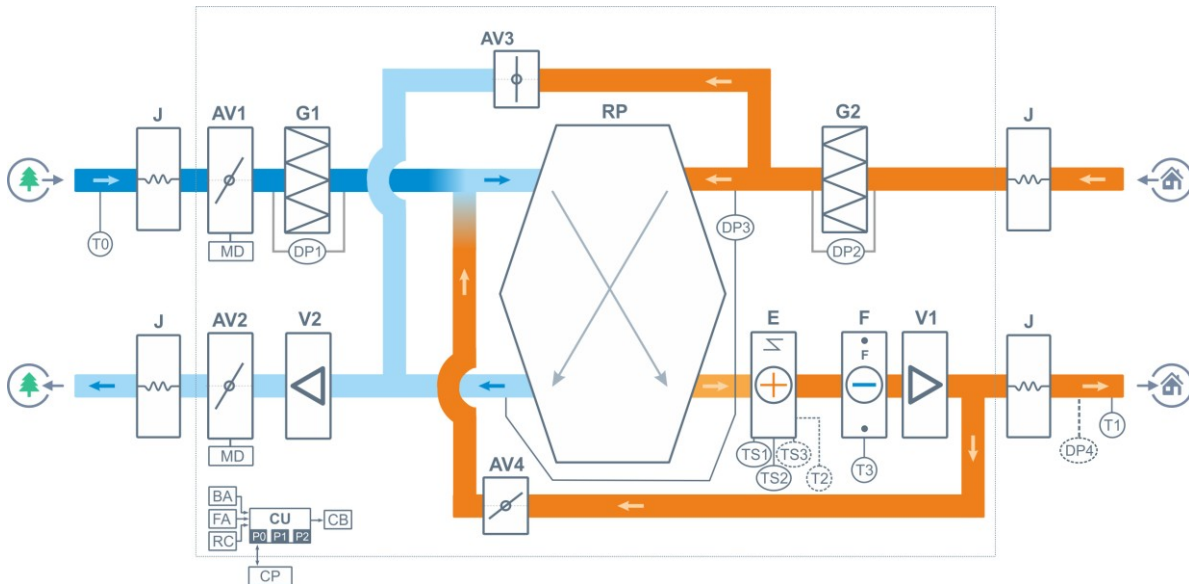 AV3
J
AV1
G1
RP
G2
J
T0
MD
DP1
DP3
DP2
J
AV2
V2
E
F
V1
J
F
MD
TS1
TS3
TS2
T2
T3
DP4
T1
AV4
BA
FA
RC
CU
P0 P1 P2
CB
CP